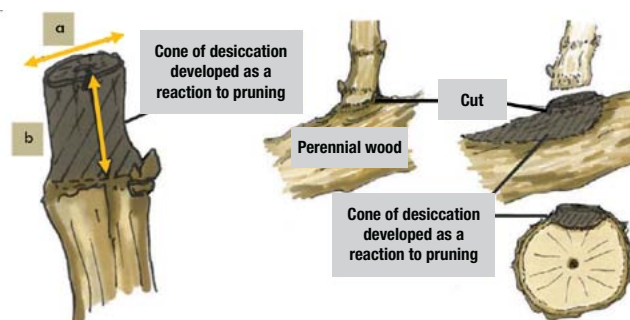 a
b
Cone of desiccation
developed as a
reaction to pruning
Cut
Perennial wood
Cone of desiccation
developed as a
reaction to pruning